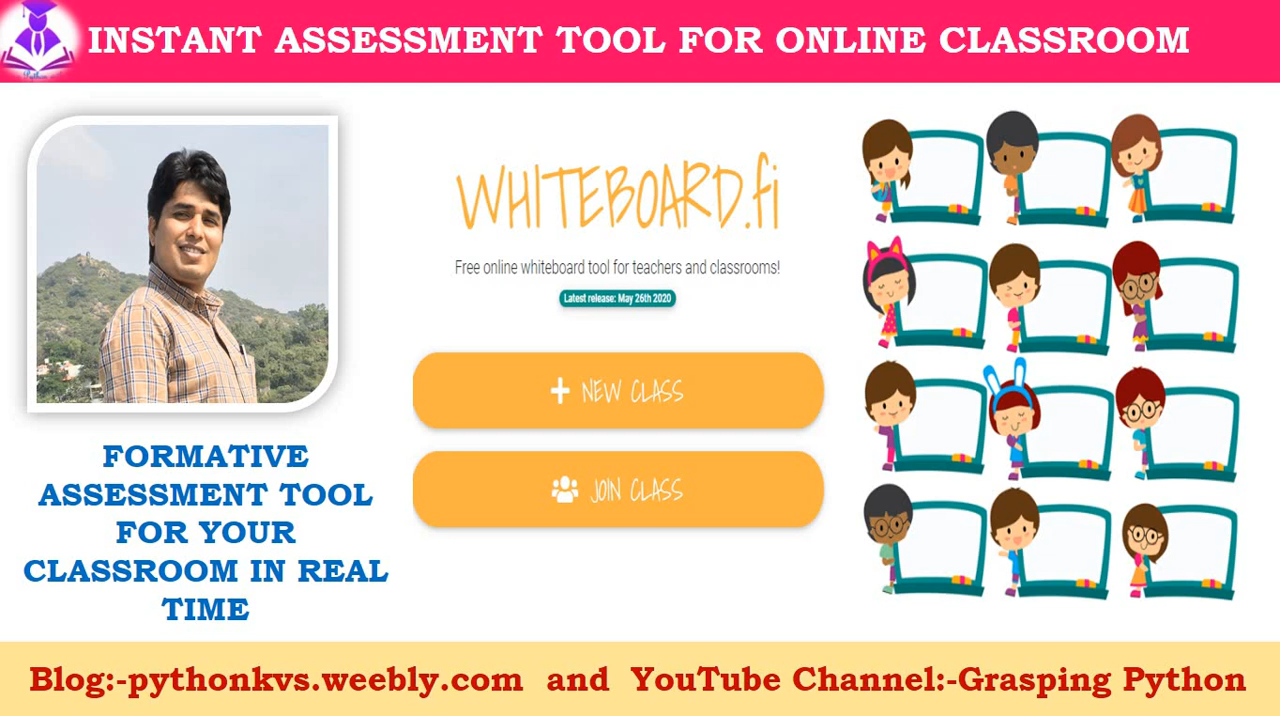 INSTANT ASSESSMENT TOOL FOR ONLINE CLASSROOM
WHITEBOARD.fi
Free online whiteboard tool for teachers and classrooms!
Latest release: May 26th 2020
+ NEW CLASS
JOIN CLASS
FORMATIVE
ASSESSMENT TOOL
FOR YOUR
CLASSROOM IN REAL
TIME
Blog:-pythonkvs.weebly.com and YouTube Channel:-Grasping Python